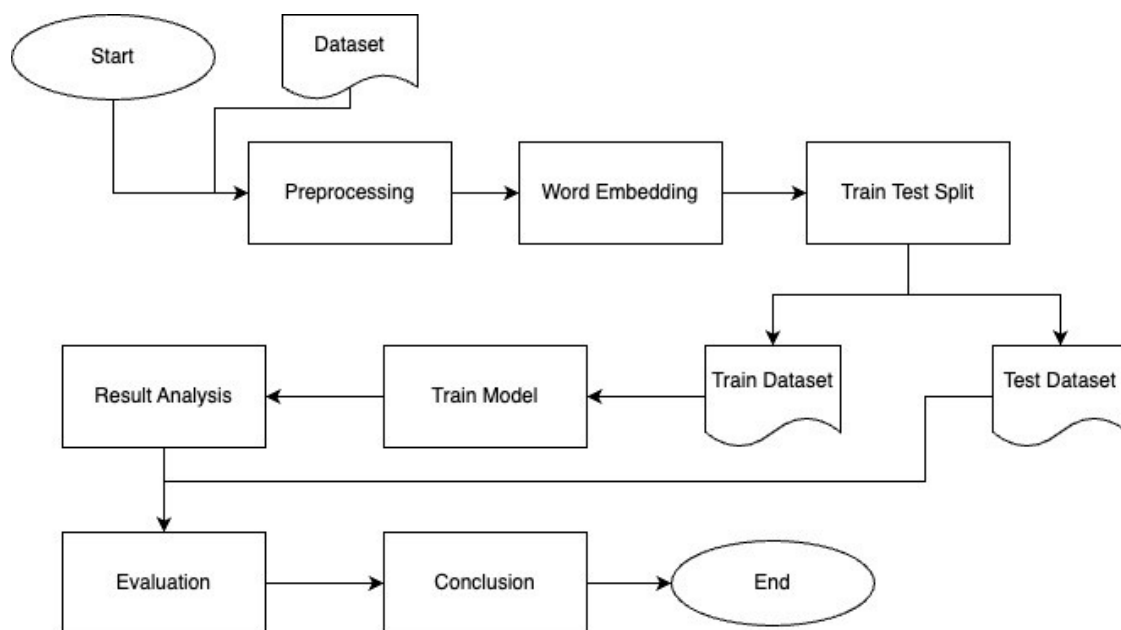 Start
Dataset
Preprocessing
Word Embedding
Train Test Split
Result Analysis
Train Model
Train Dataset
Test Dataset
Evaluation
Conclusion
End